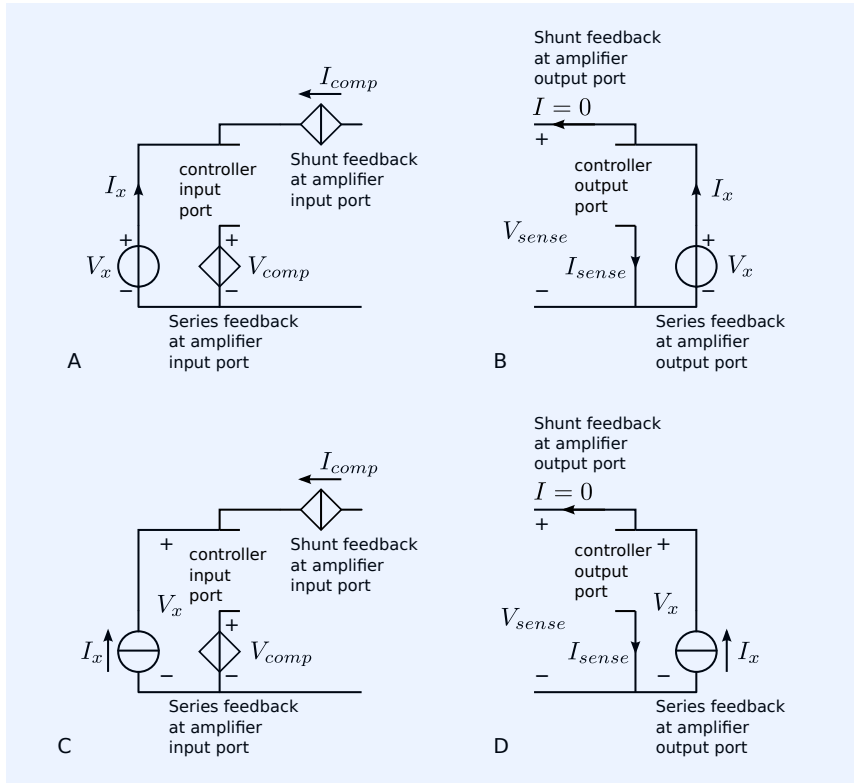 I_comp
controller
input
port
Shunt feedback
at amplifier
input port
I_x
+
+
V_x
V_comp
−
−
Series feedback
at amplifier
input port
A
Shunt feedback
at amplifier
output port
I = 0
+
controller
output
port
I_x
V_sense
+
I_sense
V_x
−
−
Series feedback
at amplifier
output port
B
I_comp
+
controller
input
port
Shunt feedback
at amplifier
input port
V_x
+
I_x
V_comp
−
−
Series feedback
at amplifier
input port
C
Shunt feedback
at amplifier
output port
I = 0
+
controller
output
port
+
V_x
V_sense
I_sense
I_x
−
−
Series feedback
at amplifier
output port
D